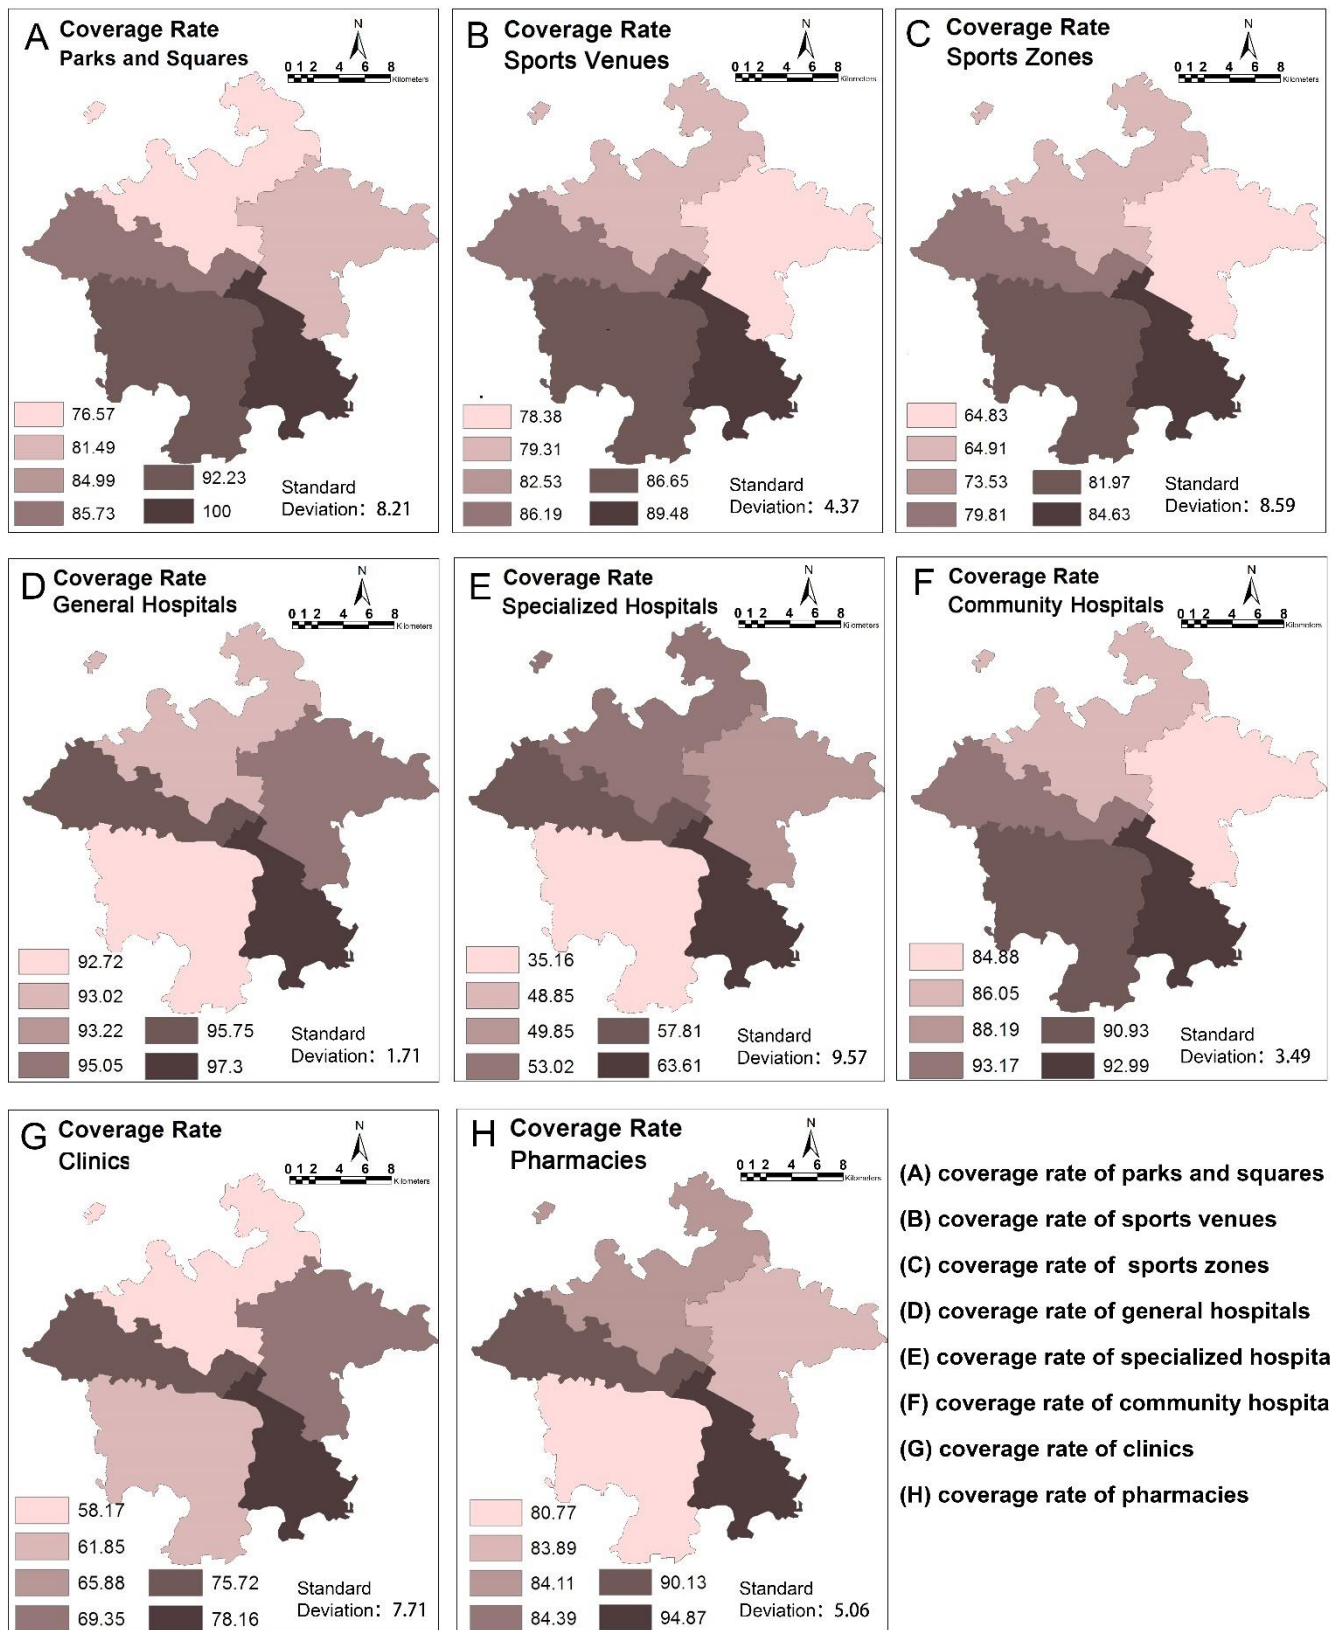 A Coverage Rate
Parks and Squares
N
0 1 2 4 6 8
Kilometers
76.57
81.49
84.99
85.73
92.23
100
Standard
Deviation: 8.21
B Coverage Rate
Sports Venues
N
0 1 2 4 6 8
Kilometers
78.38
79.31
82.53
86.19
86.65
89.48
Standard
Deviation: 4.37
C Coverage Rate
Sports Zones
N
0 1 2 4 6 8
Kilometers
64.83
64.91
73.53
79.81
81.97
84.63
Standard
Deviation: 8.59
D Coverage Rate
General Hospitals
N
0 1 2 4 6 8
Kilometers
92.72
93.02
93.22
95.05
95.75
97.3
Standard
Deviation: 1.71
E Coverage Rate
Specialized Hospitals
N
0 1 2 4 6 8
Kilometers
35.16
48.85
49.85
53.02
57.81
63.61
Standard
Deviation: 9.57
F Coverage Rate
Community Hospitals
N
0 1 2 4 6 8
Kilometers
84.88
86.05
88.19
93.17
90.93
92.99
Standard
Deviation: 3.49
G Coverage Rate
Clinics
N
0 1 2 4 6 8
Kilometers
58.17
61.85
65.88
69.35
75.72
78.16
Standard
Deviation: 7.71
H Coverage Rate
Pharmacies
N
0 1 2 4 6 8
Kilometers
80.77
83.89
84.11
84.39
90.13
94.87
Standard
Deviation: 5.06
(A) coverage rate of parks and squares
(B) coverage rate of sports venues
(C) coverage rate of sports zones
(D) coverage rate of general hospitals
(E) coverage rate of specialized hospita
(F) coverage rate of community hospita
(G) coverage rate of clinics
(H) coverage rate of pharmacies